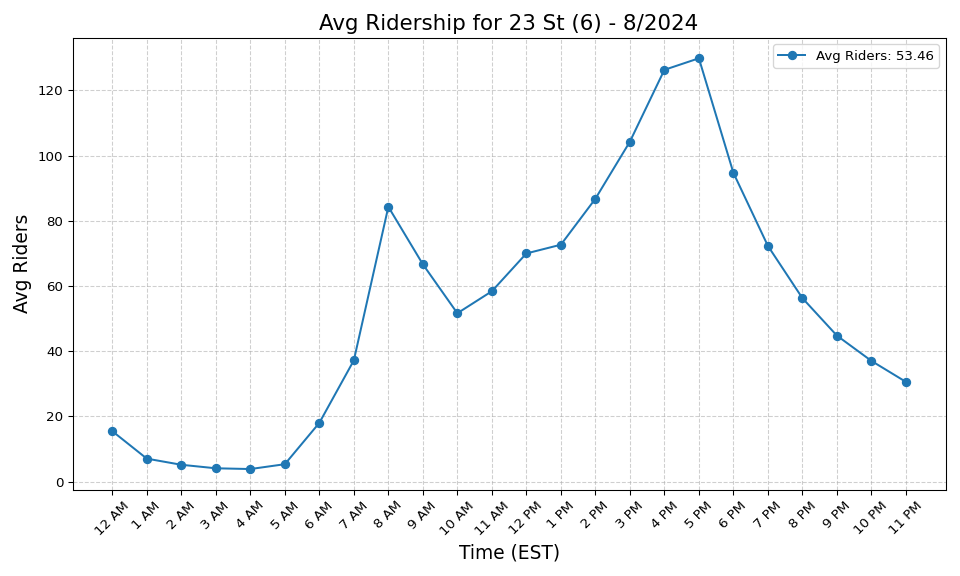 Avg Ridership for 23 St (6) - 8/2024
Avg Riders: 53.46
Avg Riders
120
100
80
60
40
20
0
12 AM 1 AM 2 AM 3 AM 4 AM 5 AM 6 AM 7 AM 8 AM 9 AM 10 AM 11 AM 12 PM 1 PM 2 PM 3 PM 4 PM 5 PM 6 PM 7 PM 8 PM 9 PM 10 PM 11 PM
Time (EST)